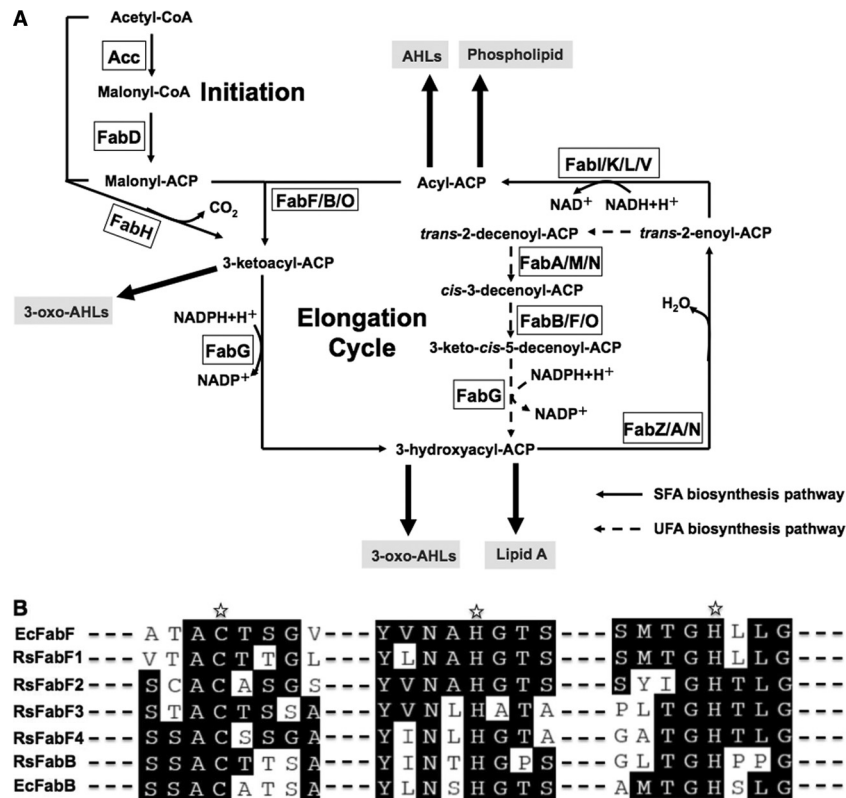 A
Acetyl-CoA
Acc
Malonyl-CoA
Initiation
FabD
Malonyl-ACP
FabH
CO2
FabF/B/O
3-ketoacyl-ACP
3-oxo-AHLs
NADPH+H+
FabG
NADP+
Elongation
Cycle
AHLs
Phospholipid
Acyl-ACP
FabI/K/L/V
NAD+ NADH+H+
trans-2-decenoyl-ACP
trans-2-enoyl-ACP
FabA/M/N
cis-3-decenoyl-ACP
FabB/F/O
3-keto-cis-5-decenoyl-ACP
NADPH+H+
FabG
NADP+
H2O
FabZ/A/N
3-hydroxyacyl-ACP
3-oxo-AHLs
Lipid A
SFA biosynthesis pathway
UFA biosynthesis pathway
B
EcFabF --- A T A C T S G V --- Y V N A H G T S --- S M T G H L L G ---
RsFabF1 --- V T A C T T G L --- Y L N A H G T S --- S M T G H L L G ---
RsFabF2 --- S C A C A S G S --- Y V N A H G T S --- S Y I G H T L G ---
RsFabF3 --- S T A C T S S A --- Y V N L H A T A --- P L T G H T L G ---
RsFabF4 --- S S A C S S G A --- Y I N L H G T A --- G A T G H T L G ---
RsFabB --- S S A C T T S A --- Y I N T H G P S --- G L T G H P P G ---
EcFabB --- S S A C A T S A --- Y L N S H G T S --- A M T G H S L G ---